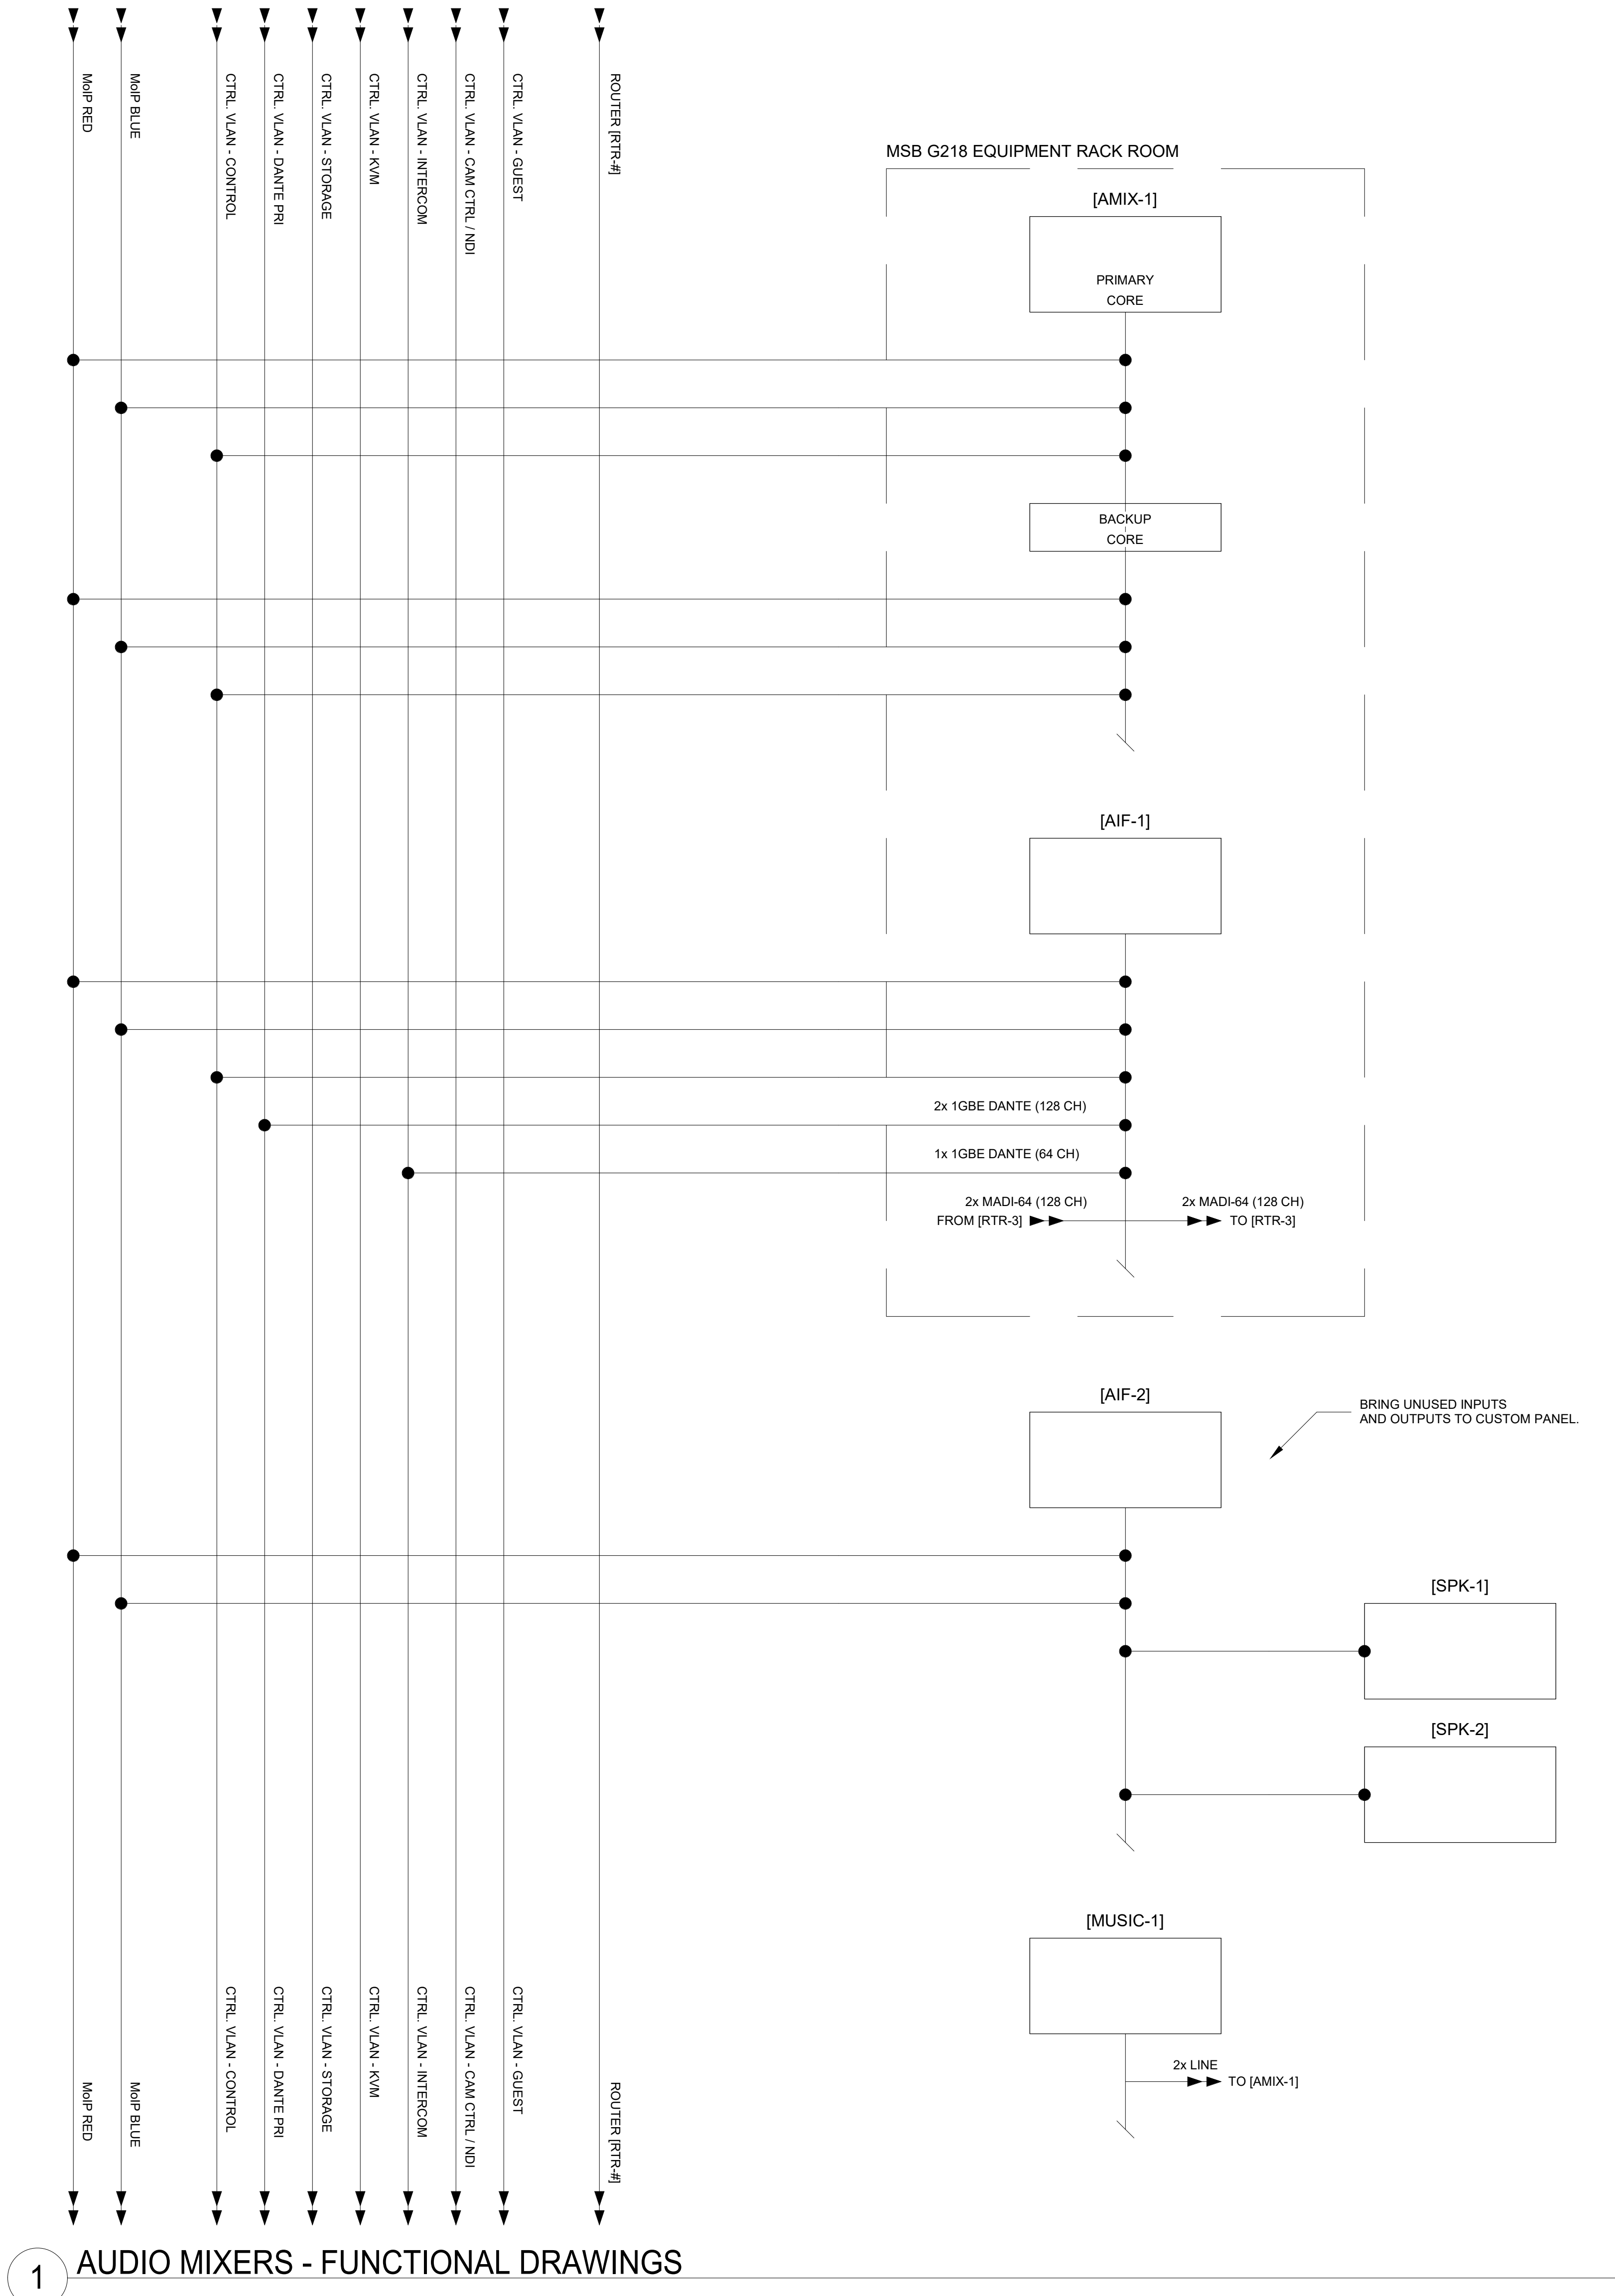 MoIP RED
MoIP BLUE
CTRL. VLAN - CONTROL
CTRL. VLAN - DANTE PRI
CTRL. VLAN - STORAGE
CTRL. VLAN - KVM
CTRL. VLAN - INTERCOM
CTRL. VLAN - CAM CTRL / NDI
CTRL. VLAN - GUEST
ROUTER [RTR-#]
MSB G218 EQUIPMENT RACK ROOM
[AMIX-1]
PRIMARY
CORE
BACKUP
CORE
[AIF-1]
2x 1GBE DANTE (128 CH)
1x 1GBE DANTE (64 CH)
2x MADI-64 (128 CH)
FROM [RTR-3]
2x MADI-64 (128 CH)
TO [RTR-3]
[AIF-2]
BRING UNUSED INPUTS
AND OUTPUTS TO CUSTOM PANEL.
[SPK-1]
[SPK-2]
[MUSIC-1]
2x LINE
TO [AMIX-1]
MoIP RED
MoIP BLUE
CTRL. VLAN - CONTROL
CTRL. VLAN - DANTE PRI
CTRL. VLAN - STORAGE
CTRL. VLAN - KVM
CTRL. VLAN - INTERCOM
CTRL. VLAN - CAM CTRL / NDI
CTRL. VLAN - GUEST
ROUTER [RTR-#]
1 AUDIO MIXERS - FUNCTIONAL DRAWINGS